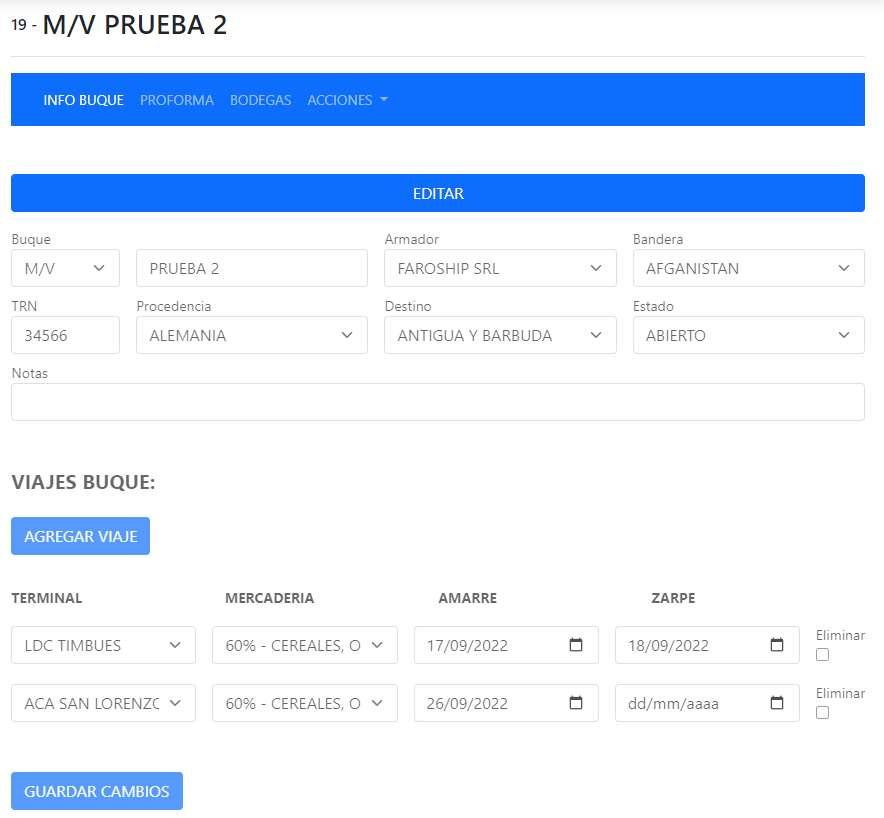 19 - M/V PRUEBA 2
INFO BUQUE PROFORMA BODEGAS ACCIONES
EDITAR
Buque Armador Bandera
M/V PRUEBA 2 FAROSHIP SRL AFGANISTAN
TRN Procedencia Destino Estado
34566 ALEMANIA ANTIGUA Y BARBUDA ABIERTO
Notas
VIAJES BUQUE:
AGREGAR VIAJE
TERMINAL MERCADERIA AMARRE ZARPE
LDC TIMBUES 60% - CEREALES, O 17/09/2022 18/09/2022 Eliminar
ACA SAN LORENZO 60% - CEREALES, O 26/09/2022 dd/mm/aaaa Eliminar
GUARDAR CAMBIOS